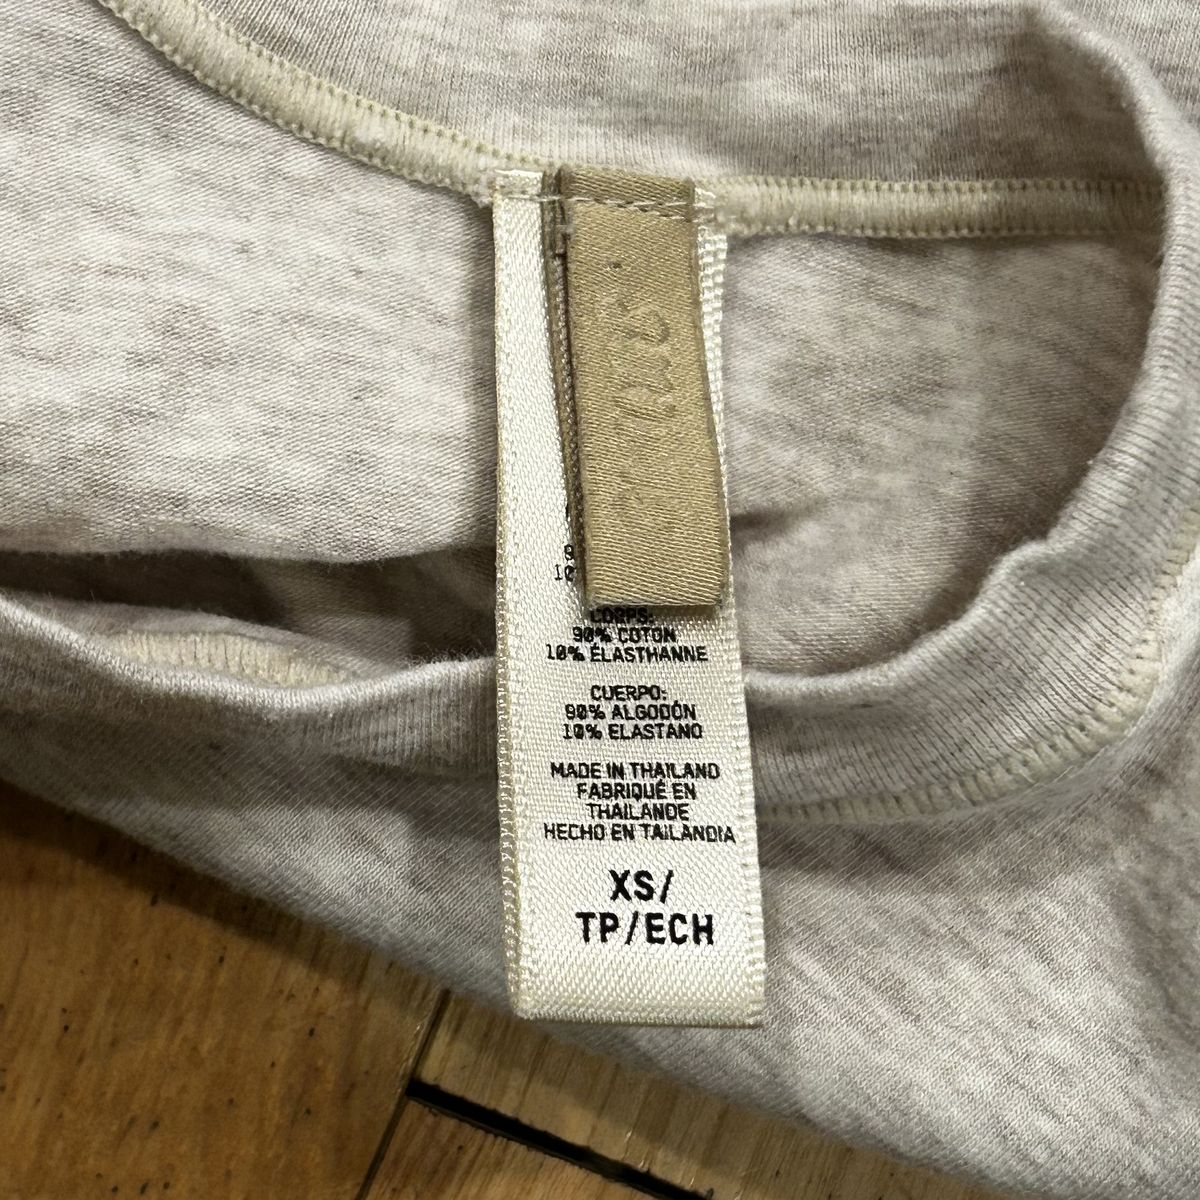 CORPS:
90% COTON
10% ÉLASTHANNE
CUERPO:
90% ALGODÓN
10% ELASTANO
MADE IN THAILAND
FABRIQUÉ EN
THAILANDE
HECHO EN TAILANDIA
XS/
TP/ECH